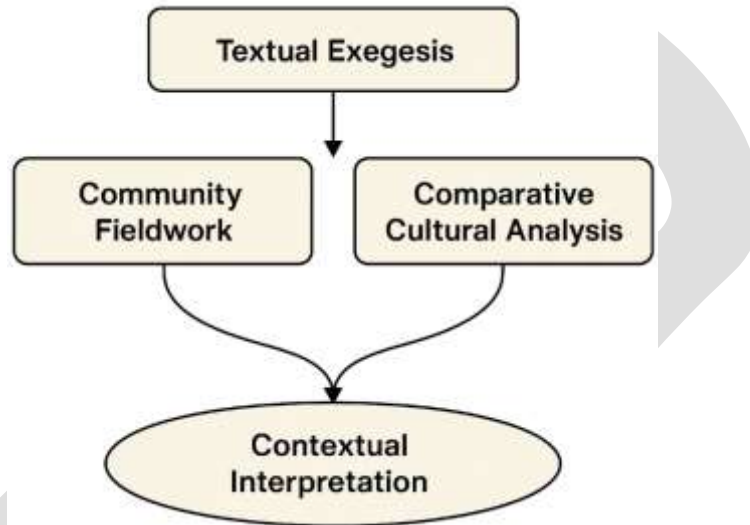 Textual Exegesis
Community
Fieldwork
Comparative
Cultural Analysis
Contextual
Interpretation